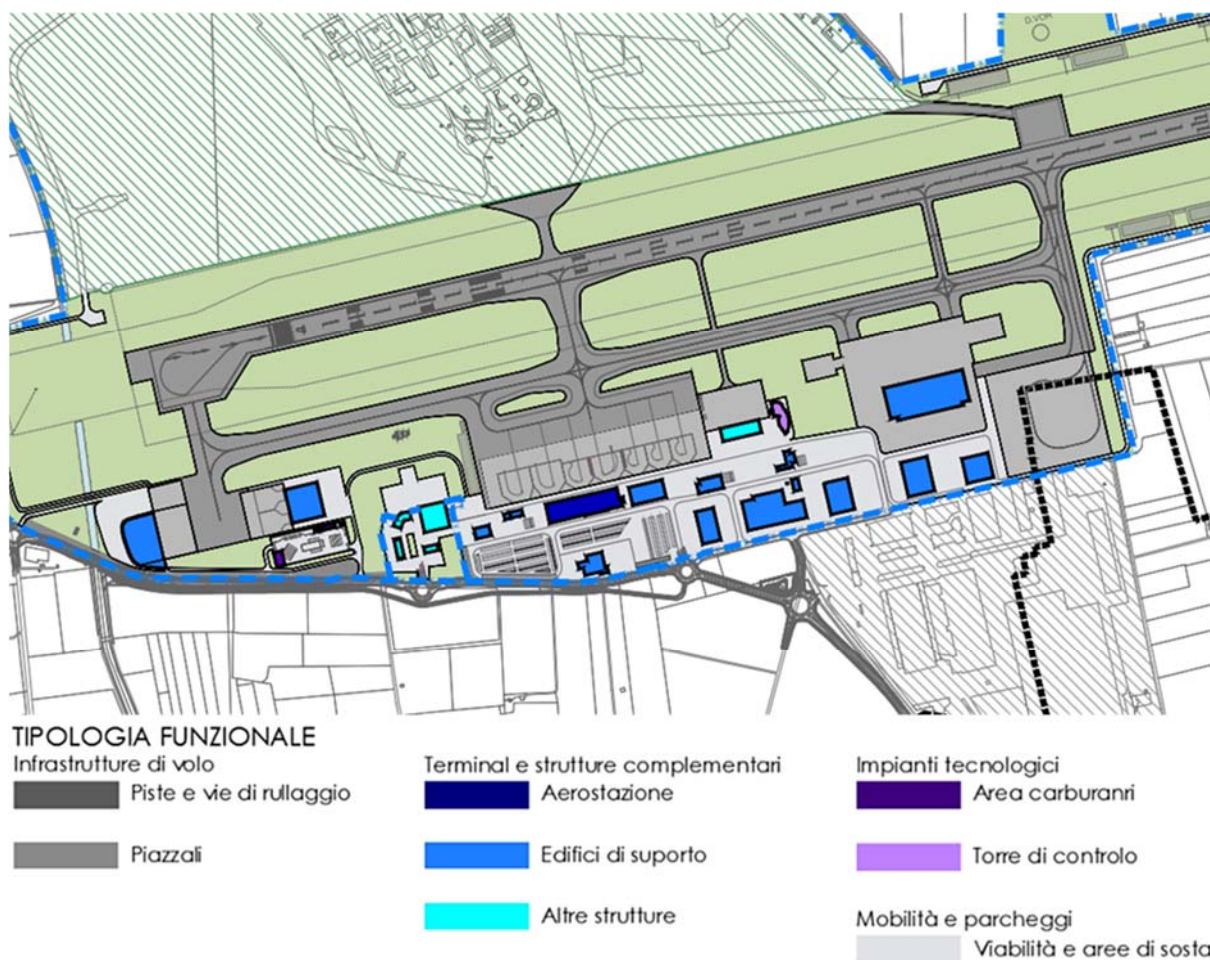 D.VOR
TIPOLOGIA FUNZIONALE
Infrastrutture di volo
Piste e vie di rullaggio
Piazzali
Terminal e strutture complementari
Aerostazione
Edifici di suporto
Altre strutture
Impianti tecnologici
Area carburanri
Torre di controlo
Mobilità e parcheggi
Viabilità e aree di sosta